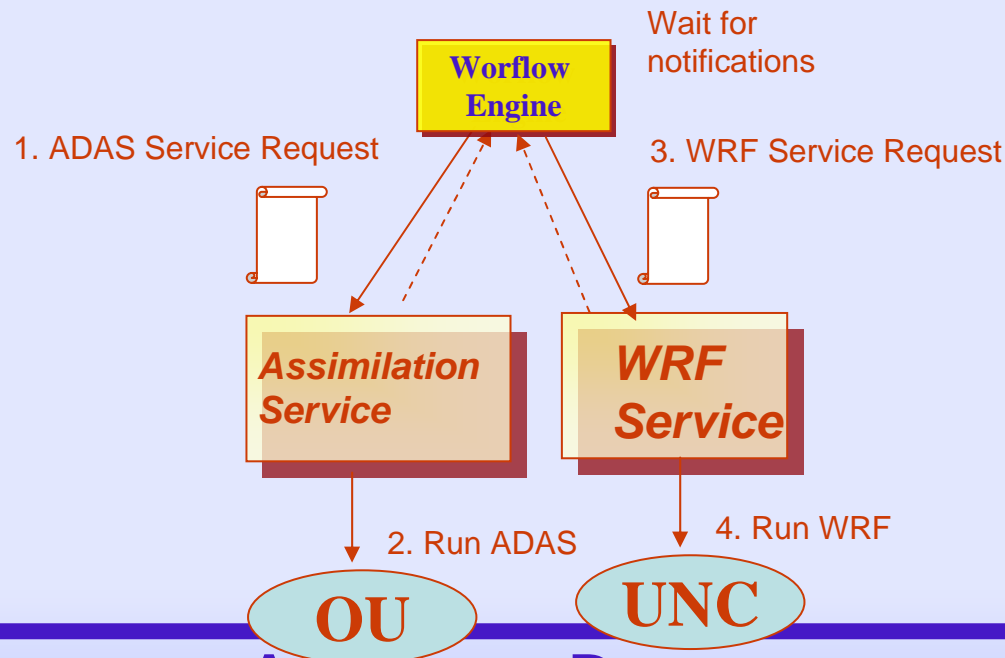 Wait for
notifications
Worflow
Engine
1. ADAS Service Request
3. WRF Service Request
Assimilation
Service
WRF
Service
2. Run ADAS
4. Run WRF
OU
UNC